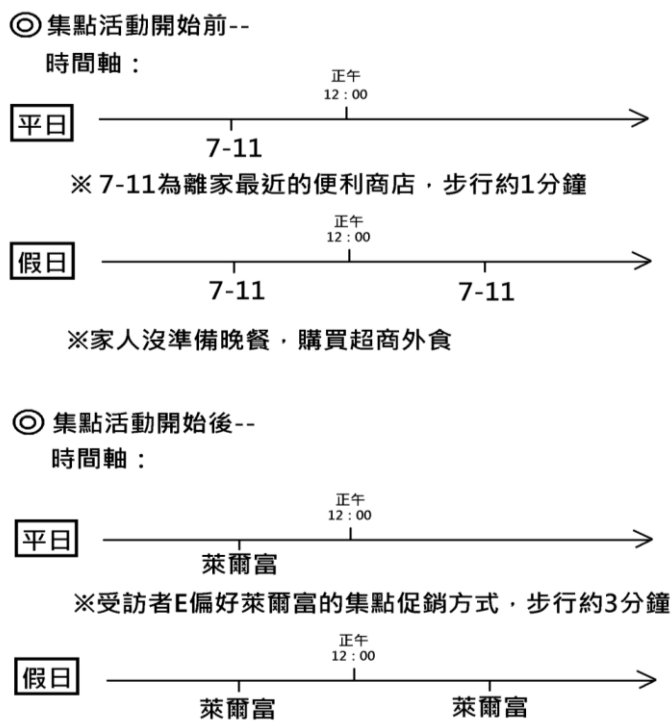 ◎集點活動開始前--
時間軸：
正午
12：00
平日
7-11
※ 7-11為離家最近的便利商店，步行約1分鐘
正午
12：00
假日
7-11 7-11
※家人沒準備晚餐，購買超商外食
◎集點活動開始後--
時間軸：
正午
12：00
平日
萊爾富
※受訪者E偏好萊爾富的集點促銷方式，步行約3分鐘
正午
12：00
假日
萊爾富 萊爾富